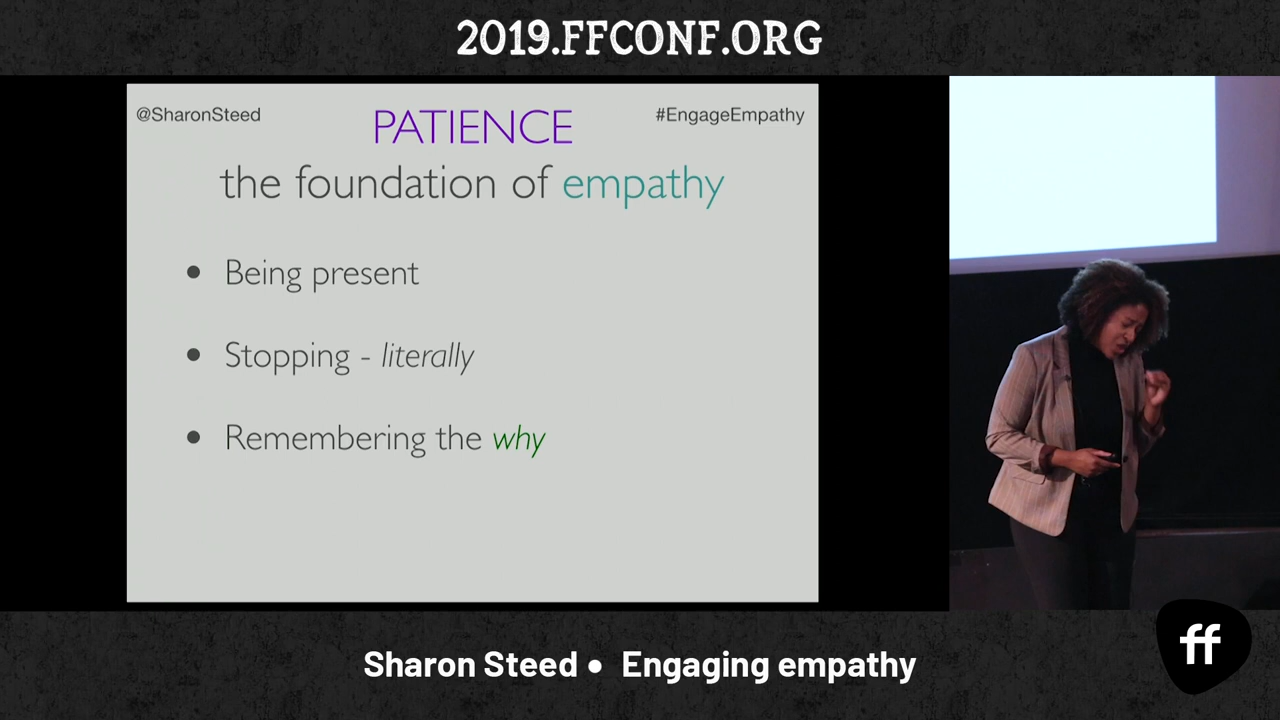 2019.FFCONF.ORG
@SharonSteed
PATIENCE
#EngageEmpathy
the foundation of empathy
• Being present
• Stopping - literally
• Remembering the why
Sharon Steed • Engaging empathy
ff